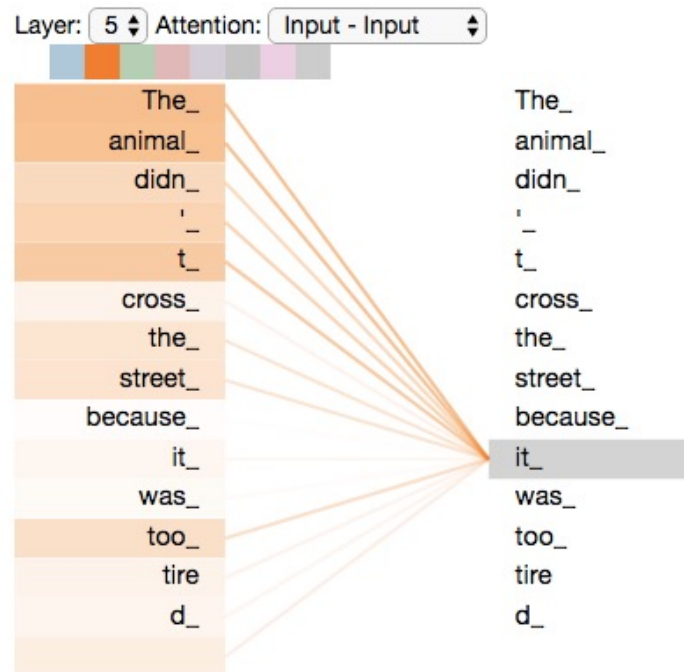 Layer: 5 Attention: Input - Input
The_ The_
animal_ animal_
didn_ didn_
'_ '_
t_ t_
cross_ cross_
the_ the_
street_ street_
because_ because_
it_ it_
was_ was_
too_ too_
tire tire
d_ d_